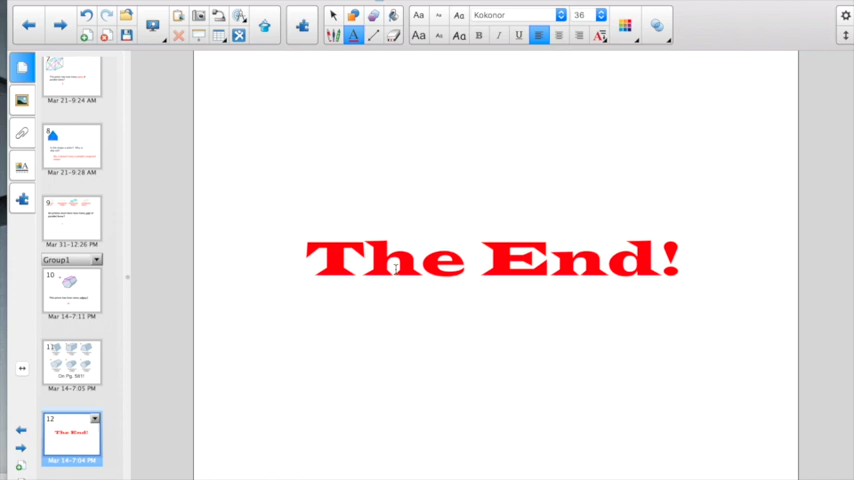 Aa Aa Aa Kokonor 36
Aa Aa Aa B I U
Mar 21-9:24 AM
8
Mar 21-9:28 AM
9
Mar 31-12:26 PM
Group1
10
Mar 14-7:11 PM
11
On Pg. 581!
Mar 14-7:05 PM
12
The End!
Mar 14-7:04 PM
The End!